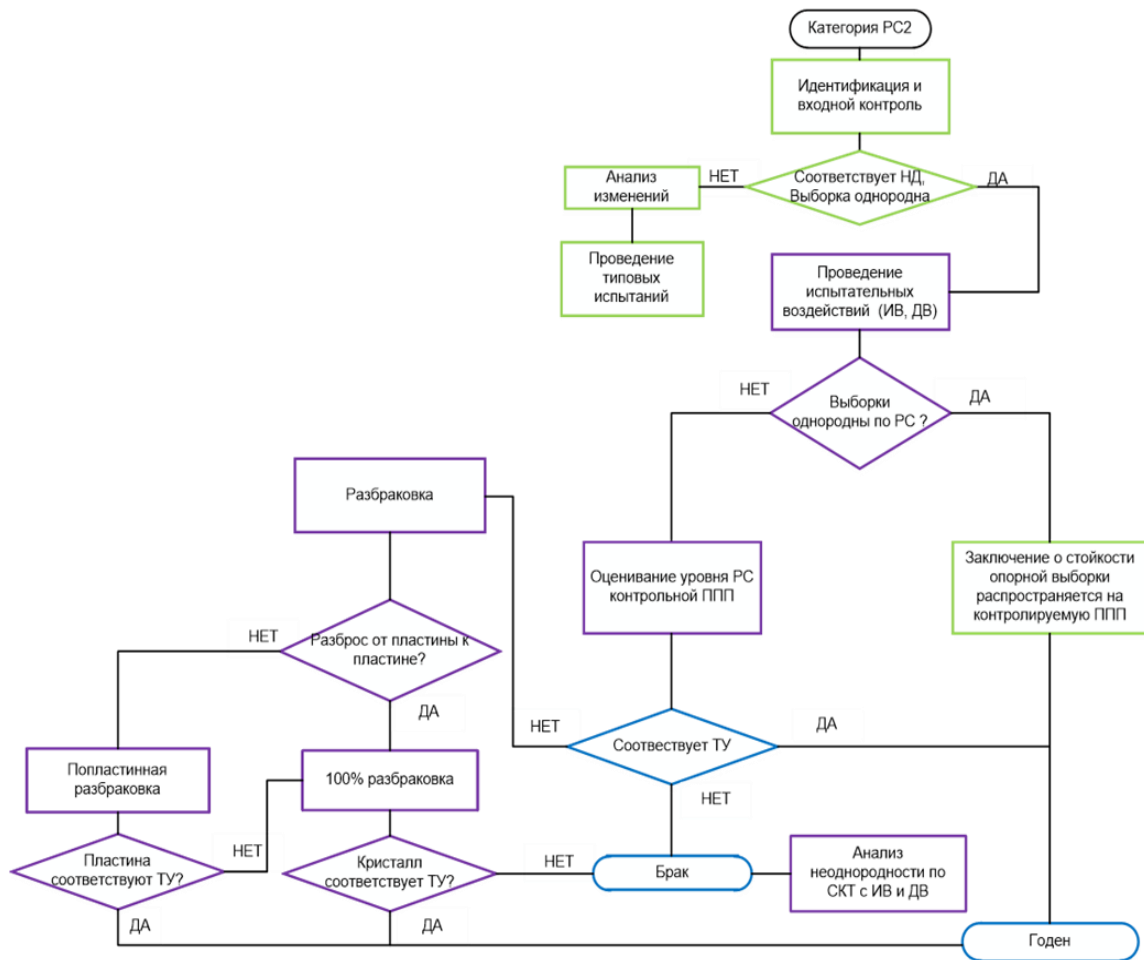 Категория РС2
Идентификация и
входной контроль
Соответствует НД,
Выборка однородна
НЕТ
ДА
Анализ
изменений
Проведение
типовых
испытаний
Проведение
испытательных
воздействий (ИВ, ДВ)
НЕТ
ДА
Выборки
однородны по РС ?
Разбраковка
Оценивание уровня РС
контрольной ППП
Заключение о стойкости
опорной выборки
распространяется на
контролируемую ППП
НЕТ
Разброс от пластины к
пластине?
ДА
НЕТ
ДА
Соотвествует ТУ
Попластинная
разбраковка
100% разбраковка
НЕТ
Пластина
соответствуют ТУ?
НЕТ
Кристалл
соответствует ТУ?
НЕТ
Брак
Анализ
неоднородности по
СКТ с ИВ и ДВ
ДА
ДА
Годен